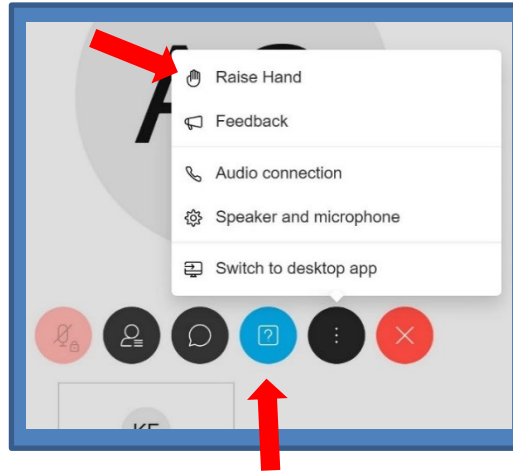 Raise Hand
Feedback
Audio connection
Speaker and microphone
Switch to desktop app
?